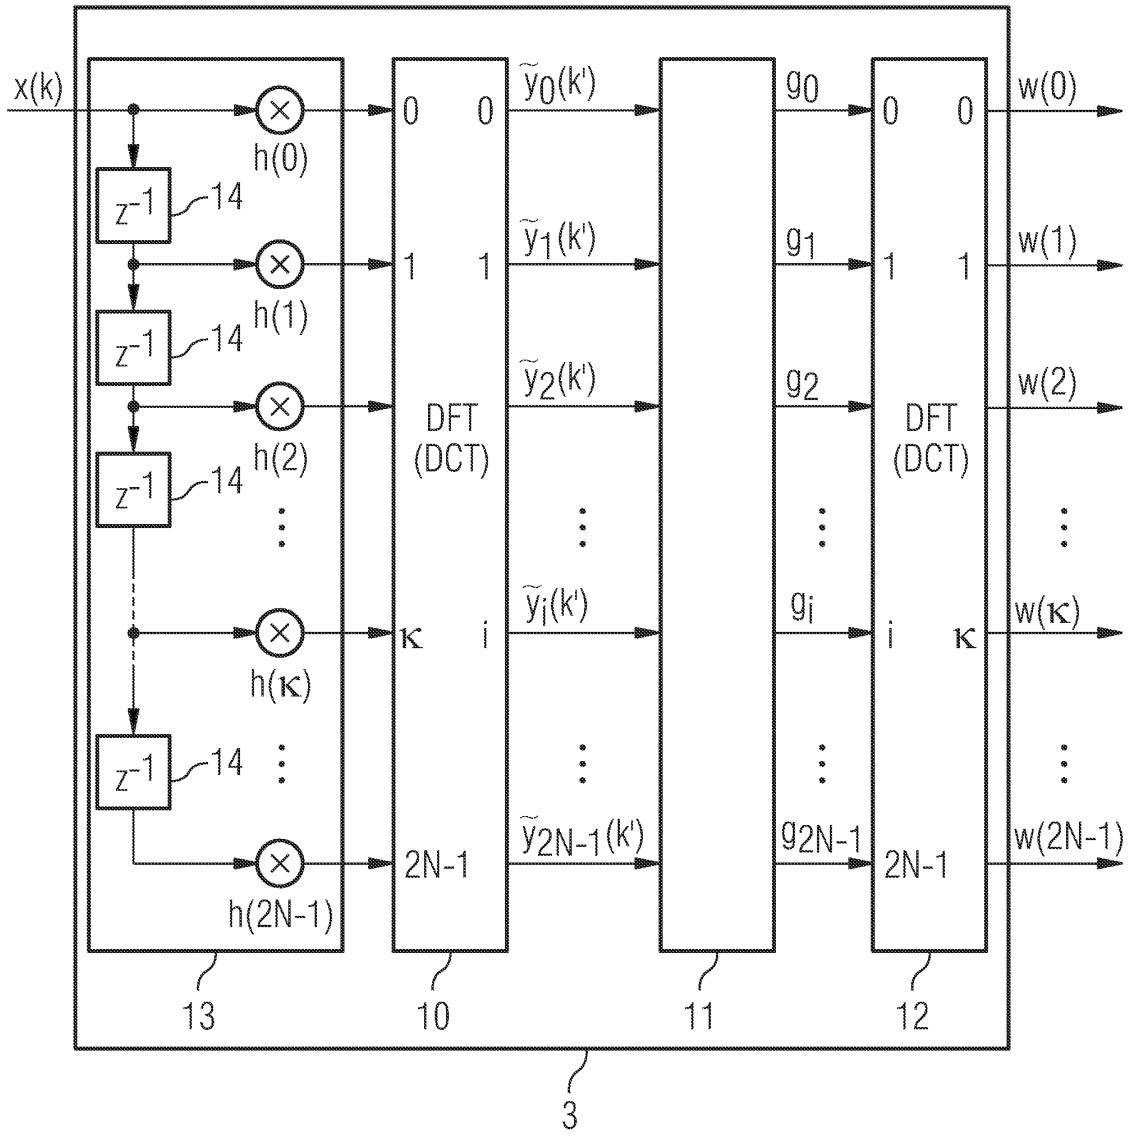 x(k)
h(0)
z⁻¹
14
h(1)
z⁻¹
14
h(2)
z⁻¹
14
h(κ)
z⁻¹
14
h(2N-1)
13
0 0
1 1
DFT
(DCT)
κ i
2N-1
10
ỹ₀(k')
ỹ₁(k')
ỹ₂(k')
ỹᵢ(k')
ỹ₂N₋₁(k')
11
g₀
g₁
g₂
gᵢ
g₂N₋₁
0 0
1 1
DFT
(DCT)
i κ
2N-1
12
w(0)
w(1)
w(2)
w(κ)
w(2N-1)
3